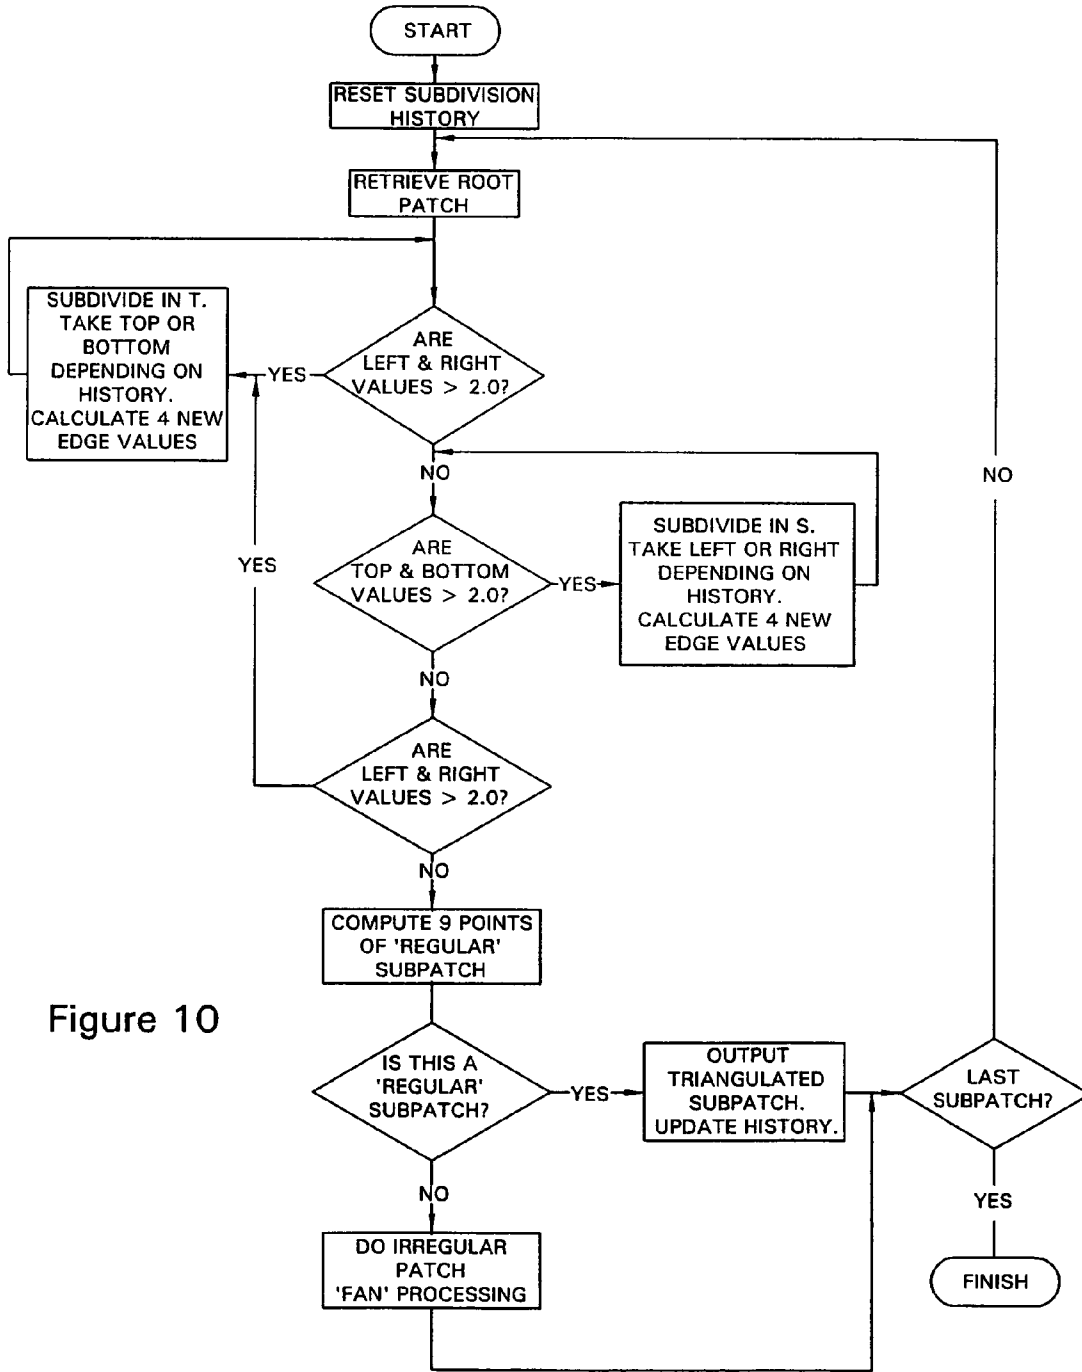 START
RESET SUBDIVISION
HISTORY
RETRIEVE ROOT
PATCH
SUBDIVIDE IN T.
TAKE TOP OR
BOTTOM
DEPENDING ON
HISTORY.
CALCULATE 4 NEW
EDGE VALUES
YES
ARE
LEFT & RIGHT
VALUES > 2.0?
NO
NO
YES
ARE
TOP & BOTTOM
VALUES > 2.0?
YES
SUBDIVIDE IN S.
TAKE LEFT OR RIGHT
DEPENDING ON
HISTORY.
CALCULATE 4 NEW
EDGE VALUES
NO
ARE
LEFT & RIGHT
VALUES > 2.0?
NO
COMPUTE 9 POINTS
OF 'REGULAR'
SUBPATCH
Figure 10
IS THIS A
'REGULAR'
SUBPATCH?
YES
OUTPUT
TRIANGULATED
SUBPATCH.
UPDATE HISTORY.
LAST
SUBPATCH?
NO
YES
DO IRREGULAR
PATCH
'FAN' PROCESSING
FINISH